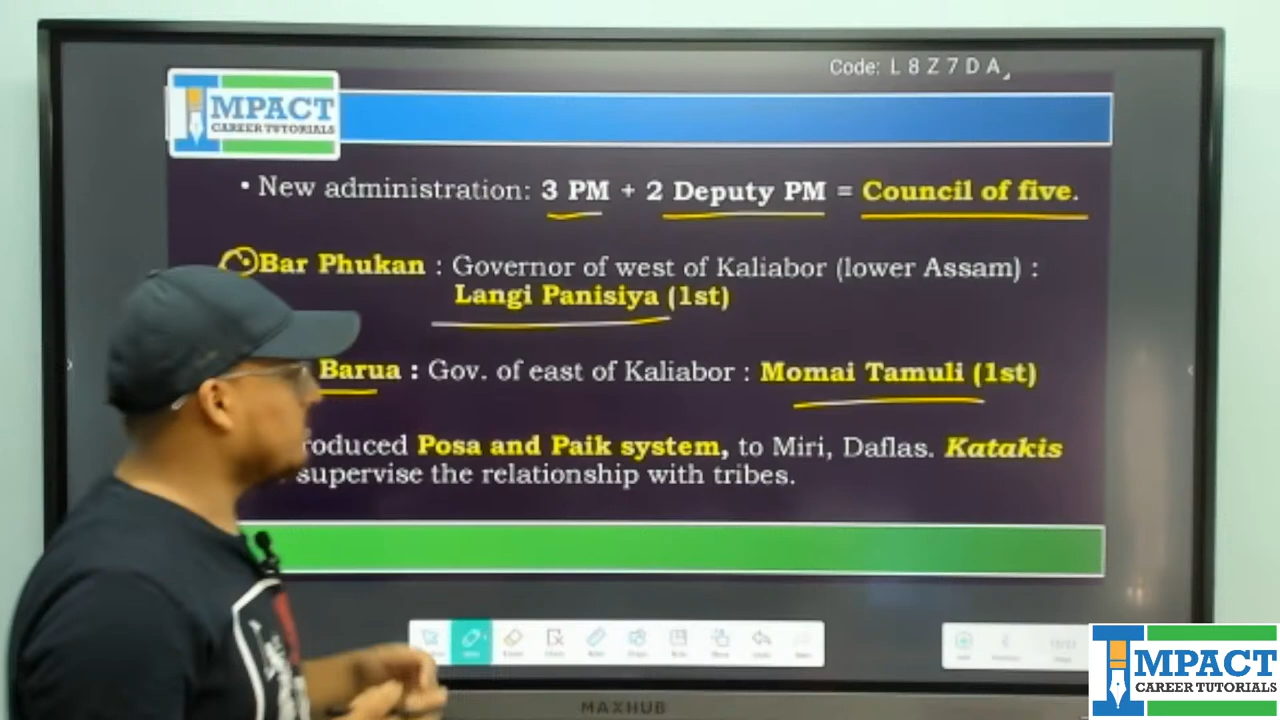 Code: L8Z7DA
IMPACT
CAREER TUTORIALS
• New administration: 3 PM + 2 Deputy PM = Council of five.
Bar Phukan : Governor of west of Kaliabor (lower Assam) :
Langi Panisiya (1st)
Barua : Gov. of east of Kaliabor : Momai Tamuli (1st)
roduced Posa and Paik system, to Miri, Daflas. Katakis
supervise the relationship with tribes.
MAXHUB
IMPACT
CAREER TUTORIALS